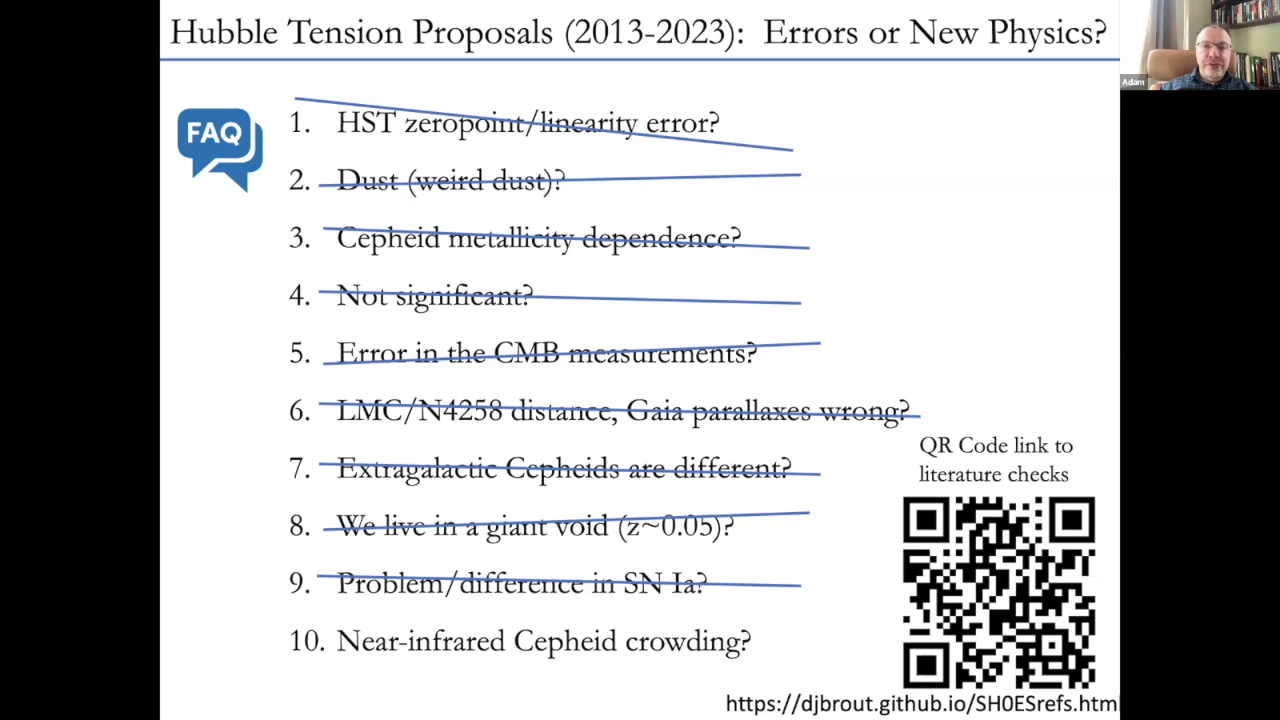 Hubble Tension Proposals (2013-2023): Errors or New Physics?
Adam
FAQ
1. HST zeropoint/linearity error?
2. Dust (weird dust)?
3. Cepheid metallicity dependence?
4. Not significant?
5. Error in the CMB measurements?
6. LMC/N4258 distance, Gaia parallaxes wrong?
7. Extragalactic Cepheids are different?
8. We live in a giant void (z~0.05)?
9. Problem/difference in SN Ia?
10. Near-infrared Cepheid crowding?
QR Code link to
literature checks
https://djbrout.github.io/SH0ESrefs.html